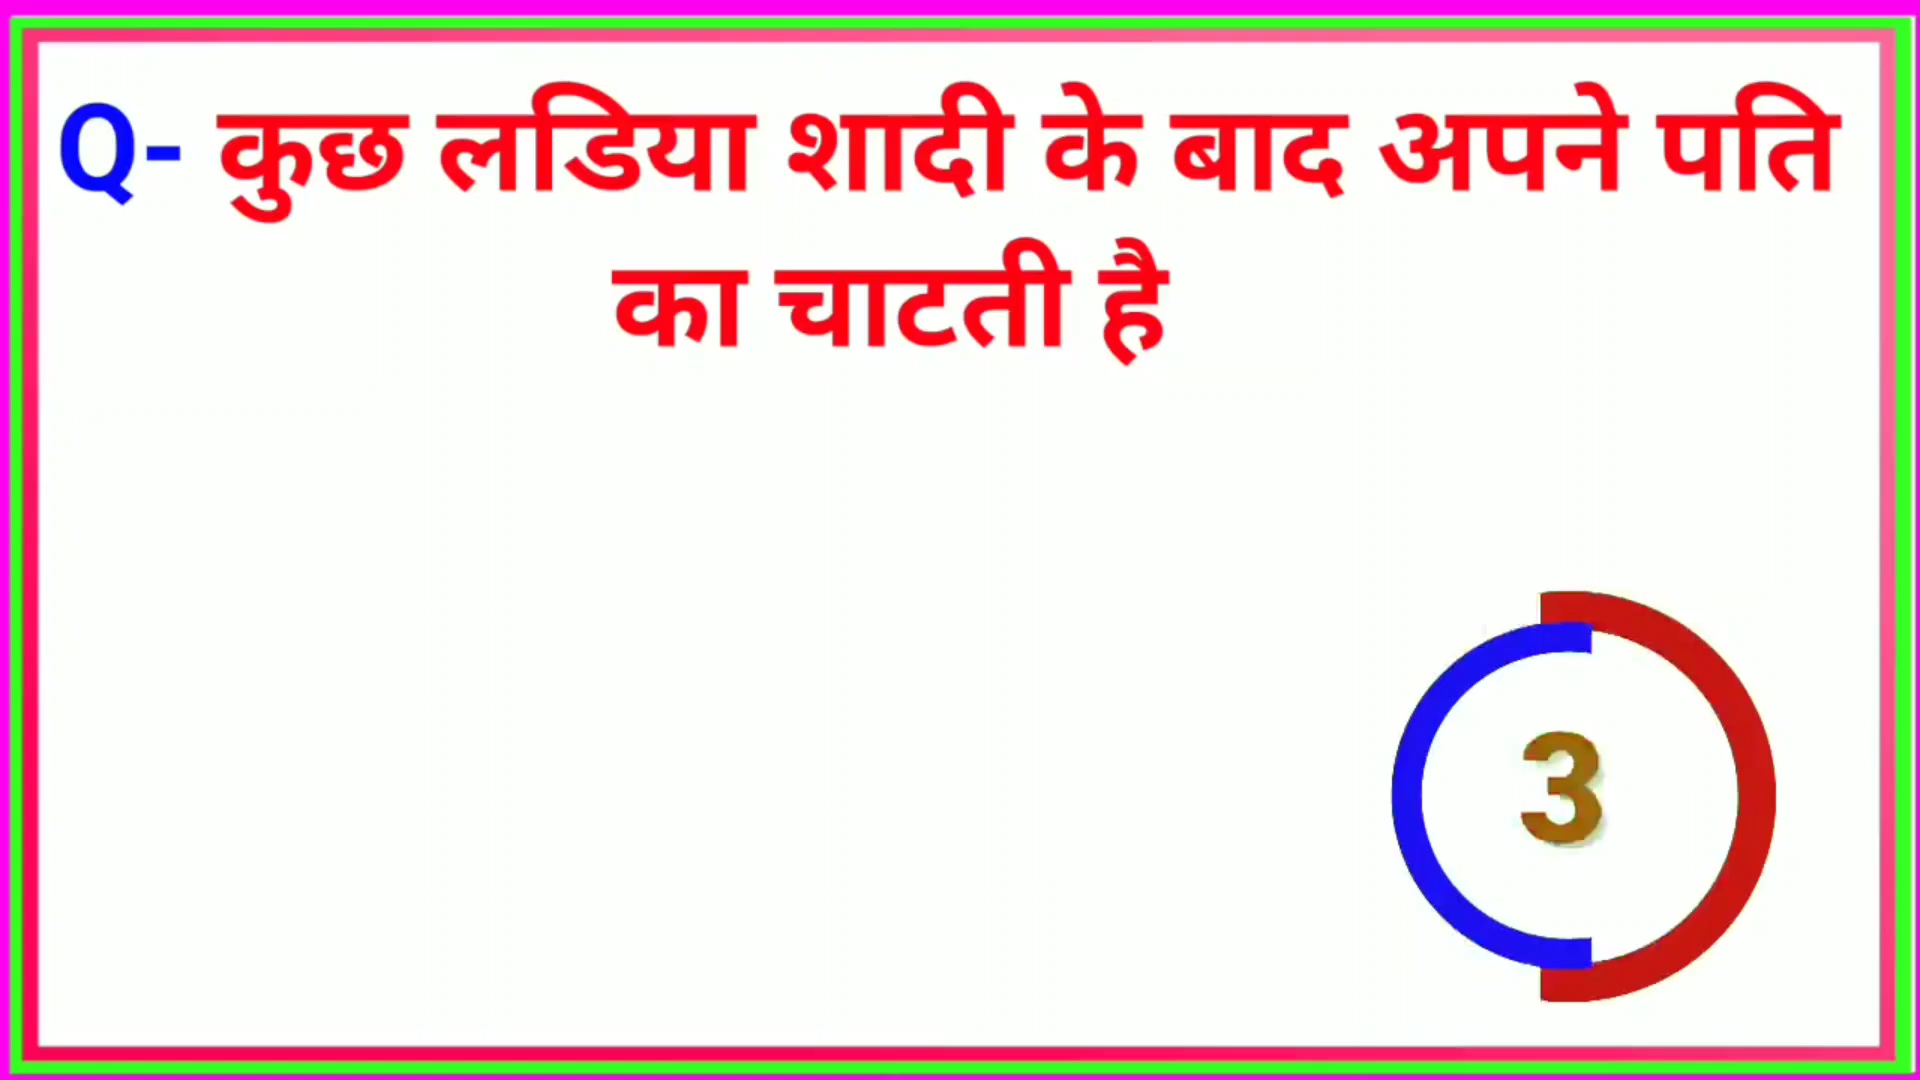 Q- कुछ लडिया शादी के बाद अपने पति
का चाटती है
3